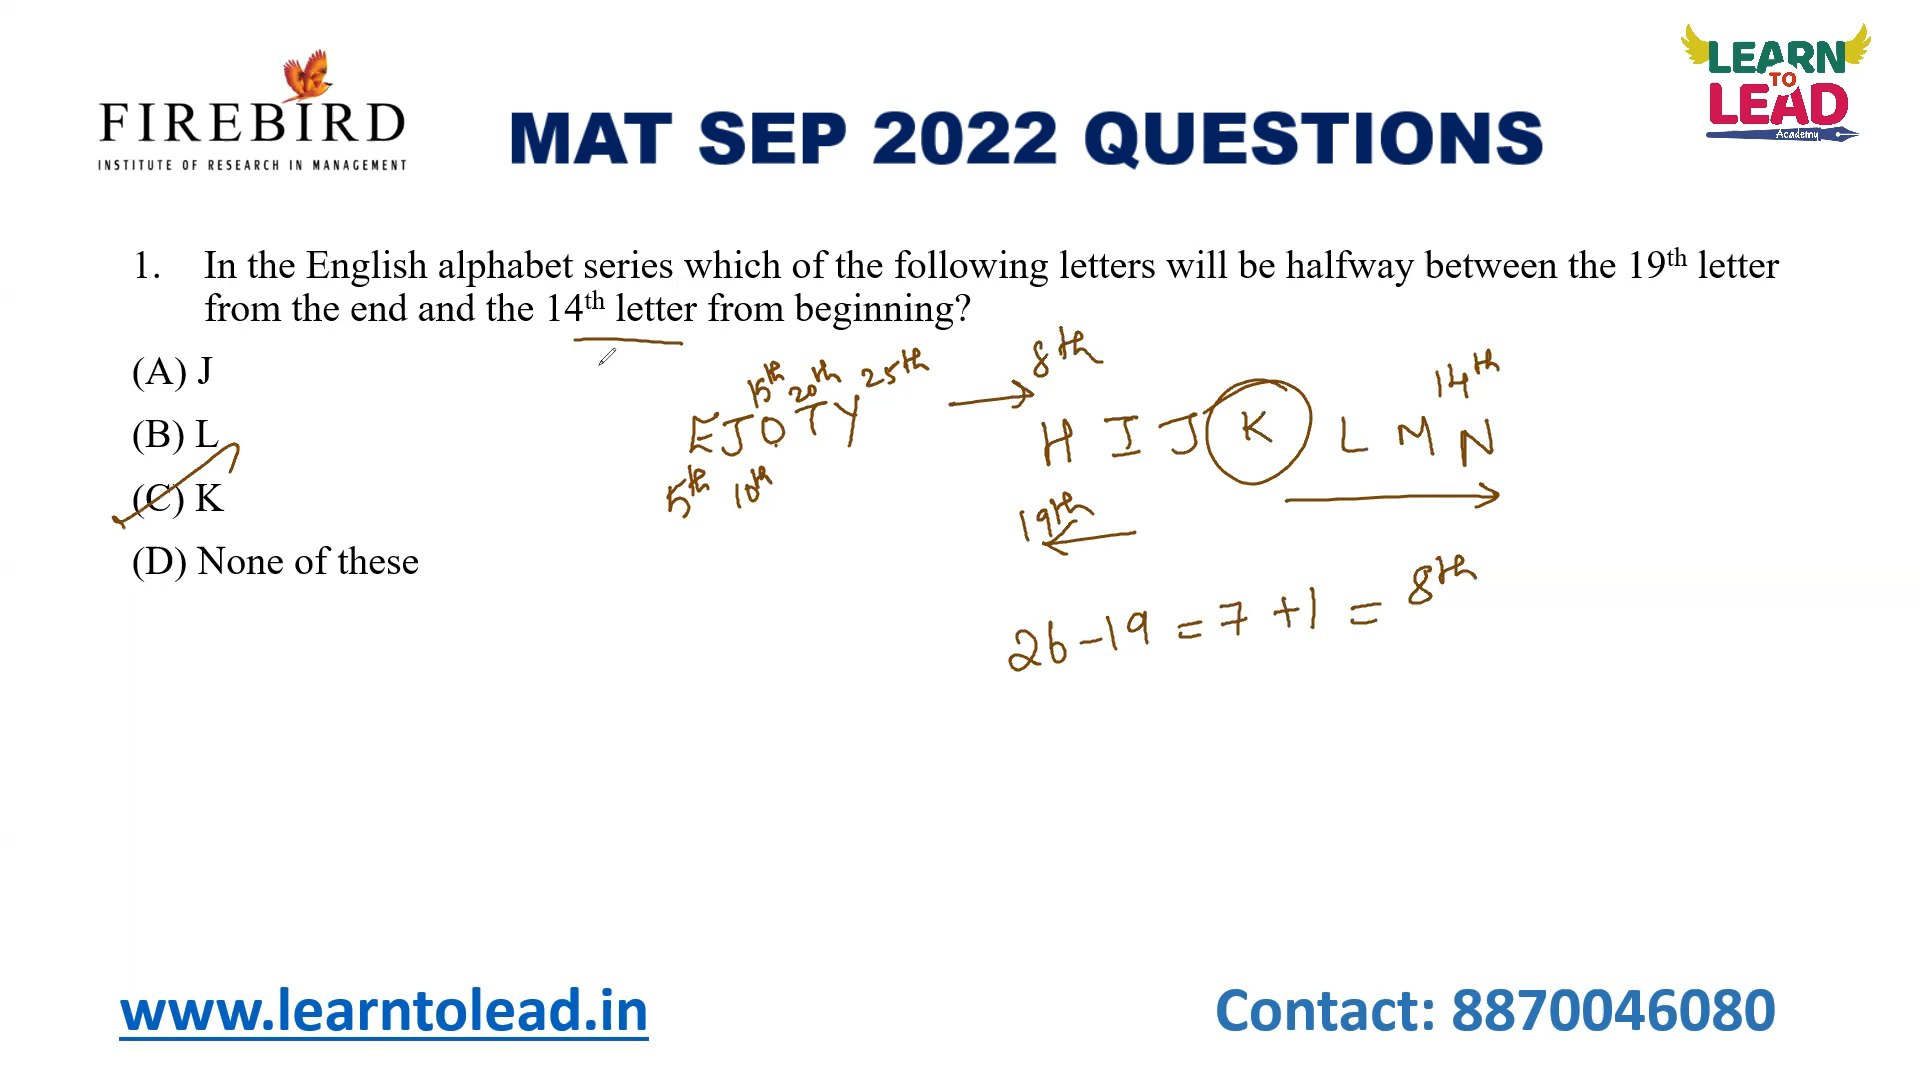 FIREBIRD
INSTITUTE OF RESEARCH IN MANAGEMENT
MAT SEP 2022 QUESTIONS
LEARN
TO
LEAD
Academy
1. In the English alphabet series which of the following letters will be halfway between the 19th letter
from the end and the 14th letter from beginning?
(A) J
(B) L
(C) K
(D) None of these
15th 20th 25th
E J O T Y
5th 10th
8th
14th
H I J K L M N
19th
26 - 19 = 7 + 1 = 8th
www.learntolead.in
Contact: 8870046080